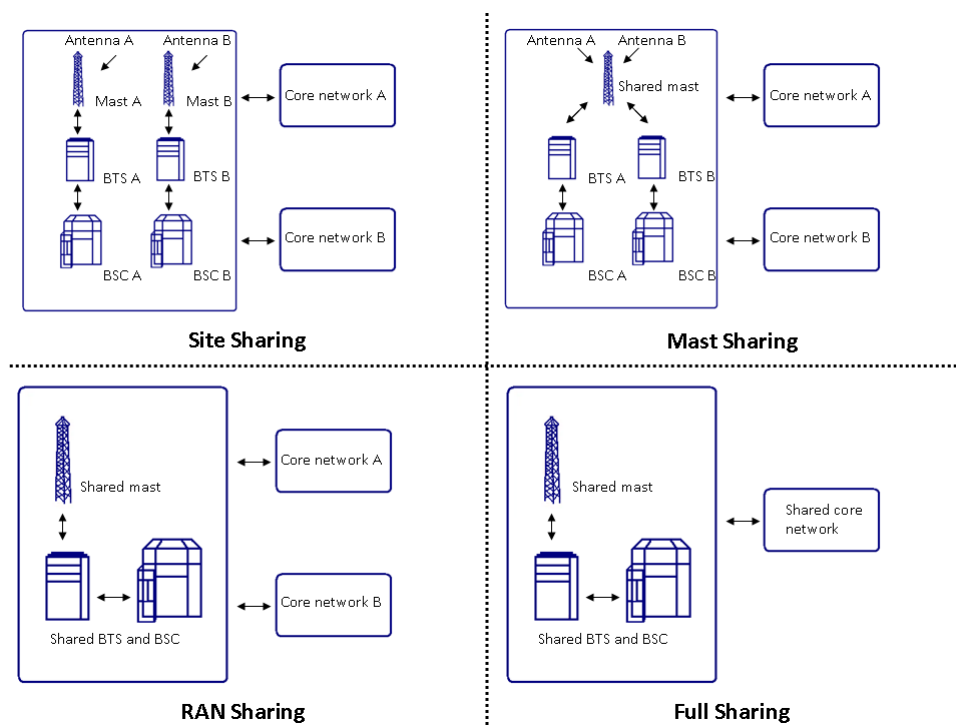 Antenna A
Antenna B
Mast A
Mast B
BTS A
BTS B
BSC A
BSC B
Core network A
Core network B
Site Sharing
Antenna A
Antenna B
Shared mast
BTS A
BTS B
BSC A
BSC B
Core network A
Core network B
Mast Sharing
Shared mast
Shared BTS and BSC
Core network A
Core network B
RAN Sharing
Shared mast
Shared BTS and BSC
Shared core
network
Full Sharing